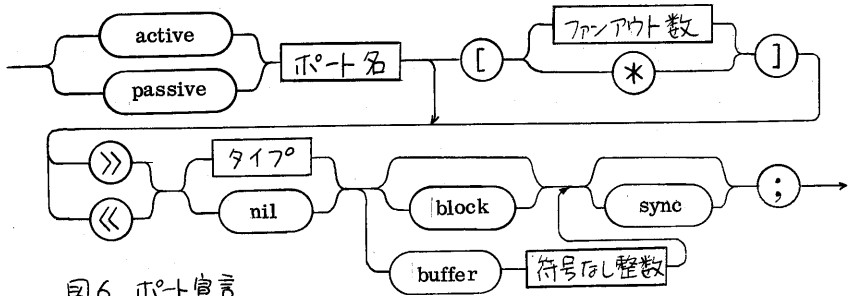 active
ファンアウト数
ポート名
[
*
]
passive
>>
タイプ
<<
nil
block
sync
;
buffer
符号なし整数
図6 ポート宣言